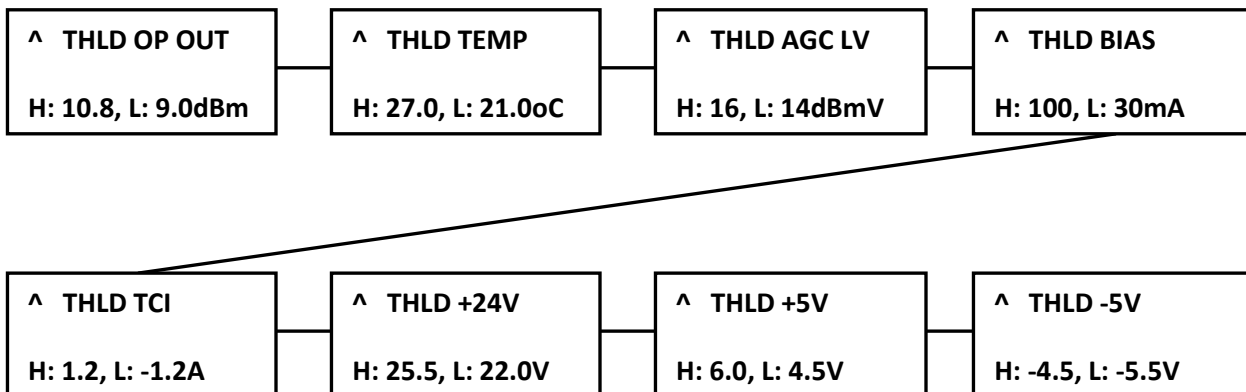 ^ THLD OP OUT
H: 10.8, L: 9.0dBm
^ THLD TEMP
H: 27.0, L: 21.0oC
^ THLD AGC LV
H: 16, L: 14dBmV
^ THLD BIAS
H: 100, L: 30mA
^ THLD TCI
H: 1.2, L: -1.2A
^ THLD +24V
H: 25.5, L: 22.0V
^ THLD +5V
H: 6.0, L: 4.5V
^ THLD -5V
H: -4.5, L: -5.5V